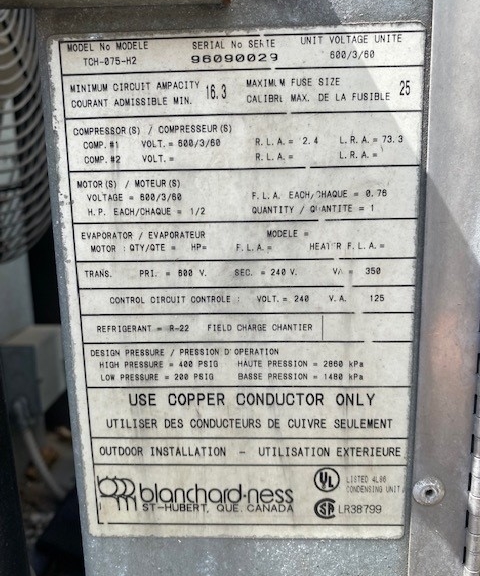 MODEL No MODELE SERIAL No SERIE UNIT VOLTAGE UNITE
TCH-075-H2 96090029 600/3/60
MINIMUM CIRCUIT AMPACITY 16.3 MAXIMUM FUSE SIZE 25
COURANT ADMISSIBLE MIN. CALIBRE MAX. DE LA FUSIBLE
COMPRESSOR(S) / COMPRESSEUR(S)
COMP. #1 VOLT. = 600/3/60 R.L.A. = 2.4 L.R.A. = 73.3
COMP. #2 VOLT. = R.L.A. = L.R.A. =
MOTOR(S) / MOTEUR(S)
VOLTAGE = 600/3/60 F.L.A. EACH/CHAQUE = 0.76
H.P. EACH/CHAQUE = 1/2 QUANTITY / QUANTITE = 1
EVAPORATOR / EVAPORATEUR MODELE =
MOTOR : QTY/QTE = HP= F.L.A.= HEATER F.L.A.=
TRANS. PRI. = 600 V. SEC. = 240 V. VA = 350
CONTROL CIRCUIT CONTROLE : VOLT. = 240 V.A. 125
REFRIGERANT = R-22 FIELD CHARGE CHANTIER
DESIGN PRESSURE / PRESSION D'OPERATION
HIGH PRESSURE = 400 PSIG HAUTE PRESSION = 2860 kPa
LOW PRESSURE = 200 PSIG BASSE PRESSION = 1480 kPa
USE COPPER CONDUCTOR ONLY
UTILISER DES CONDUCTEURS DE CUIVRE SEULEMENT
OUTDOOR INSTALLATION - UTILISATION EXTERIEURE
blanchard-ness
ST-HUBERT, QUE. CANADA
UL LISTED 4L86
CONDENSING UNIT
LR38799